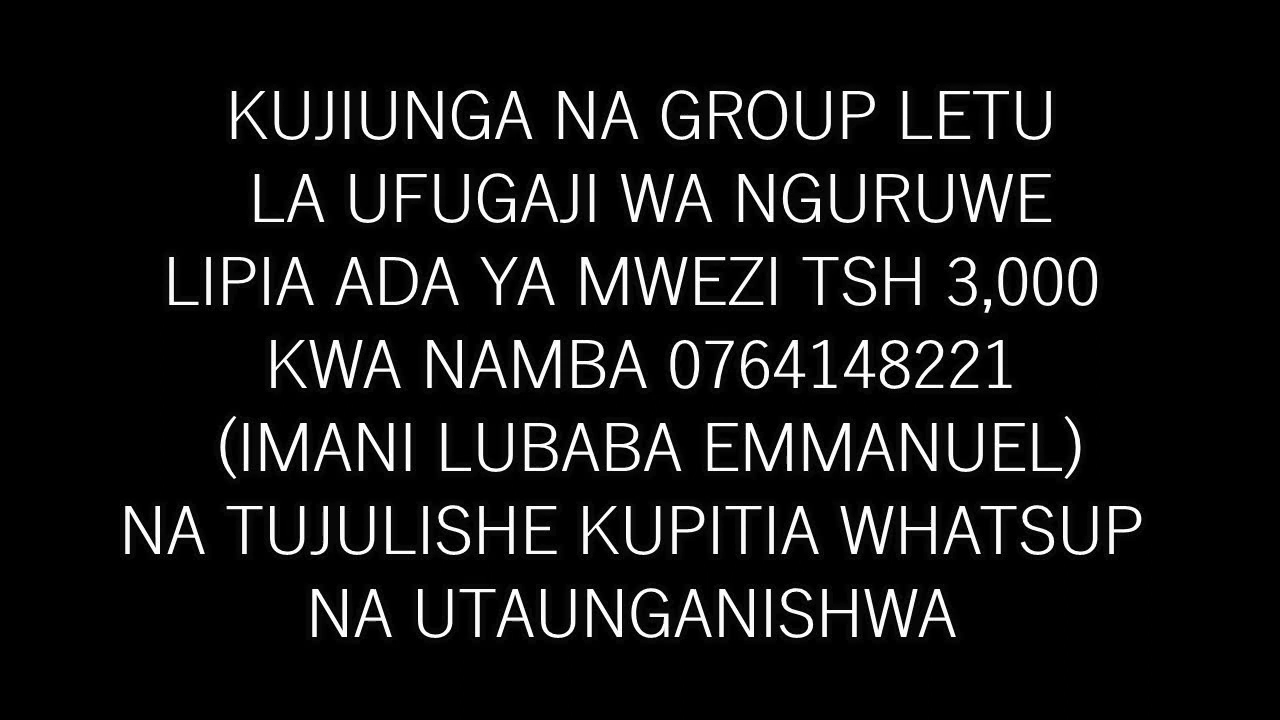 KUJIUNGA NA GROUP LETU
LA UFUGAJI WA NGURUWE
LIPIA ADA YA MWEZI TSH 3,000
KWA NAMBA 0764148221
(IMANI LUBABA EMMANUEL)
NA TUJULISHE KUPITIA WHATSUP
NA UTAUNGANISHWA